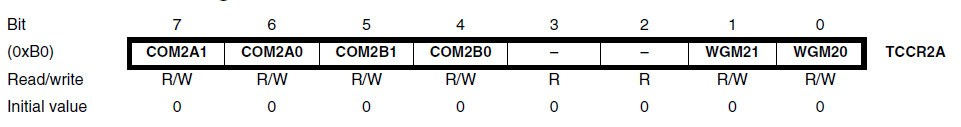 Bit 7 6 5 4 3 2 1 0
(0xB0) COM2A1 COM2A0 COM2B1 COM2B0 – – WGM21 WGM20 TCCR2A
Read/write R/W R/W R/W R/W R R R/W R/W
Initial value 0 0 0 0 0 0 0 0